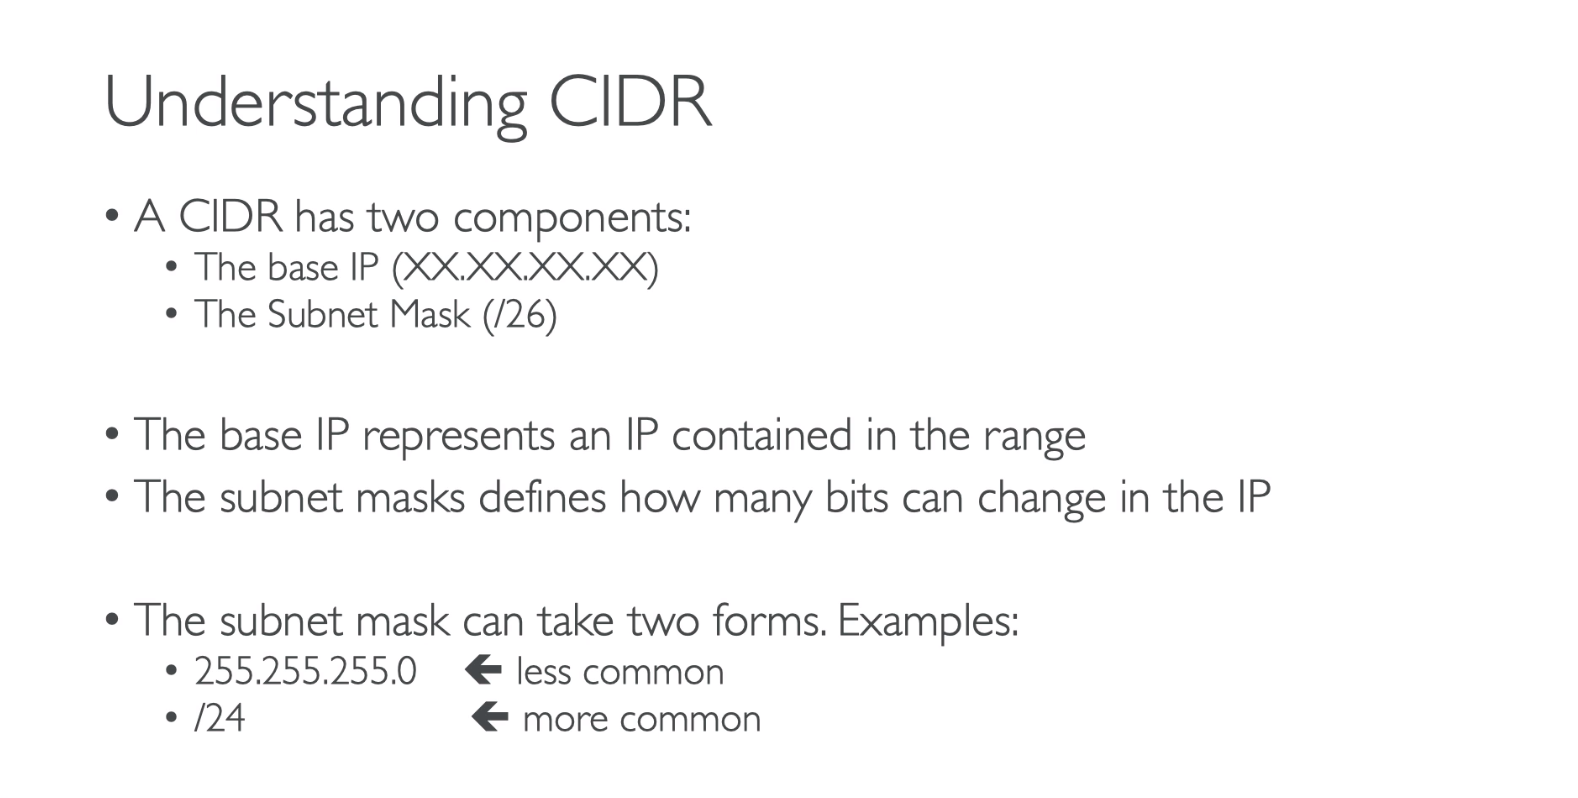 Understanding CIDR
• A CIDR has two components:
• The base IP (XX.XX.XX.XX)
• The Subnet Mask (/26)
• The base IP represents an IP contained in the range
• The subnet masks defines how many bits can change in the IP
• The subnet mask can take two forms. Examples:
• 255.255.255.0 🡸 less common
• /24 🡸 more common